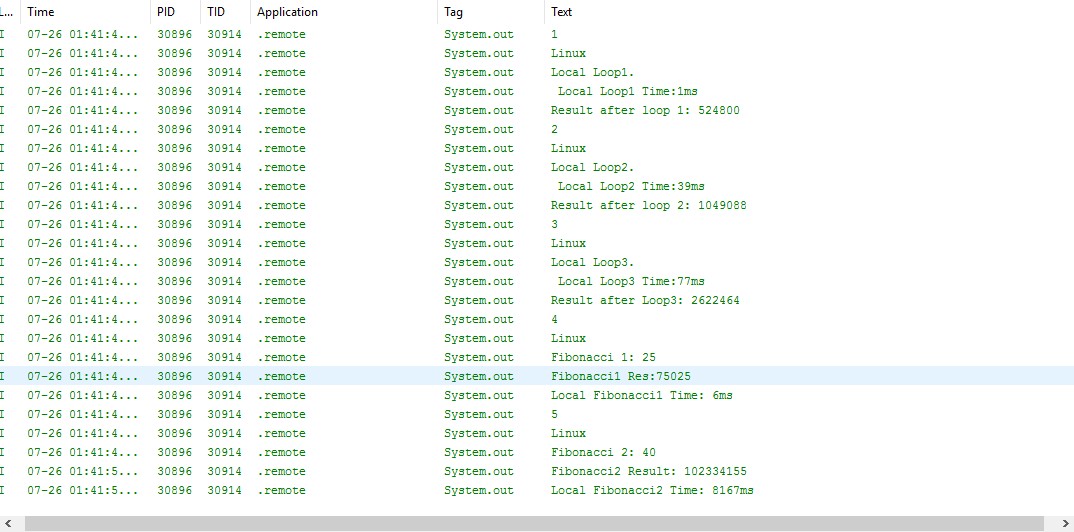 L... Time PID TID Application Tag Text
I 07-26 01:41:4... 30896 30914 .remote System.out 1
I 07-26 01:41:4... 30896 30914 .remote System.out Linux
I 07-26 01:41:4... 30896 30914 .remote System.out Local Loop1.
I 07-26 01:41:4... 30896 30914 .remote System.out Local Loop1 Time:1ms
I 07-26 01:41:4... 30896 30914 .remote System.out Result after loop 1: 524800
I 07-26 01:41:4... 30896 30914 .remote System.out 2
I 07-26 01:41:4... 30896 30914 .remote System.out Linux
I 07-26 01:41:4... 30896 30914 .remote System.out Local Loop2.
I 07-26 01:41:4... 30896 30914 .remote System.out Local Loop2 Time:39ms
I 07-26 01:41:4... 30896 30914 .remote System.out Result after loop 2: 1049088
I 07-26 01:41:4... 30896 30914 .remote System.out 3
I 07-26 01:41:4... 30896 30914 .remote System.out Linux
I 07-26 01:41:4... 30896 30914 .remote System.out Local Loop3.
I 07-26 01:41:4... 30896 30914 .remote System.out Local Loop3 Time:77ms
I 07-26 01:41:4... 30896 30914 .remote System.out Result after Loop3: 2622464
I 07-26 01:41:4... 30896 30914 .remote System.out 4
I 07-26 01:41:4... 30896 30914 .remote System.out Linux
I 07-26 01:41:4... 30896 30914 .remote System.out Fibonacci 1: 25
I 07-26 01:41:4... 30896 30914 .remote System.out Fibonacci1 Res:75025
I 07-26 01:41:4... 30896 30914 .remote System.out Local Fibonacci1 Time: 6ms
I 07-26 01:41:4... 30896 30914 .remote System.out 5
I 07-26 01:41:4... 30896 30914 .remote System.out Linux
I 07-26 01:41:4... 30896 30914 .remote System.out Fibonacci 2: 40
I 07-26 01:41:5... 30896 30914 .remote System.out Fibonacci2 Result: 102334155
I 07-26 01:41:5... 30896 30914 .remote System.out Local Fibonacci2 Time: 8167ms